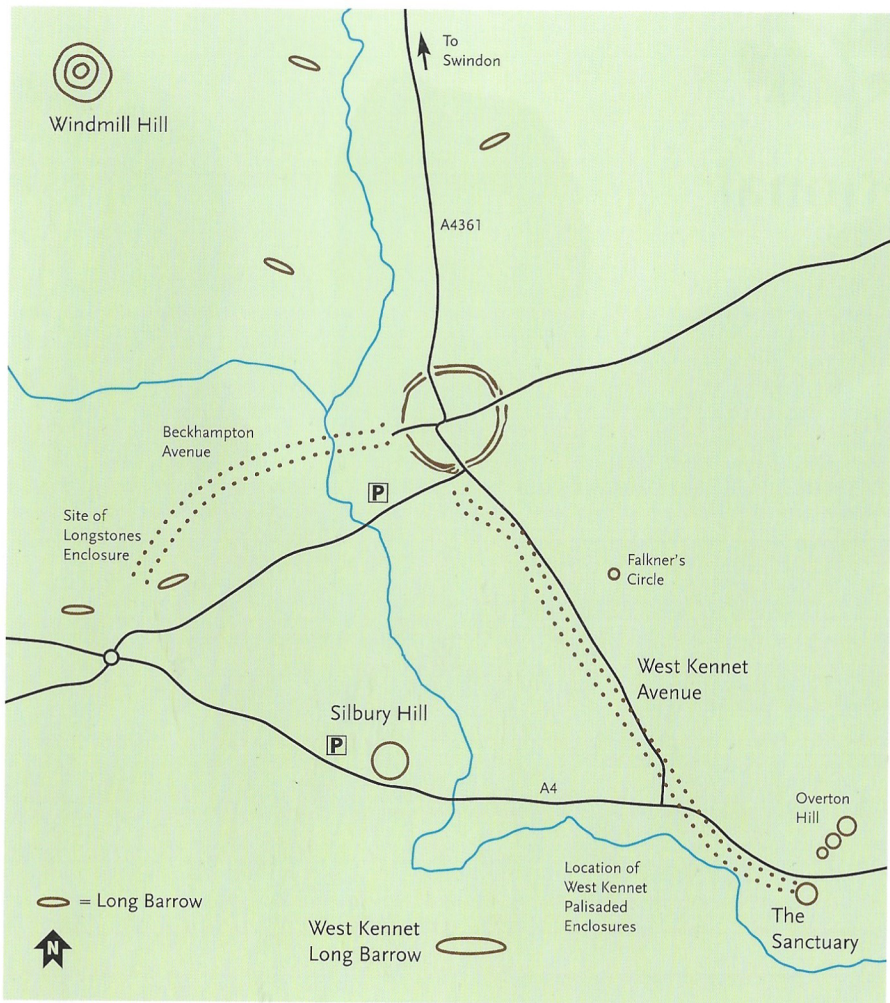 To
Swindon
Windmill Hill
A4361
Beckhampton
Avenue
P
Site of
Longstones
Enclosure
Falkner's
Circle
West Kennet
Avenue
Silbury Hill
P
A4
Overton
Hill
Location of
West Kennet
Palisaded
Enclosures
= Long Barrow
West Kennet
Long Barrow
The
Sanctuary
N